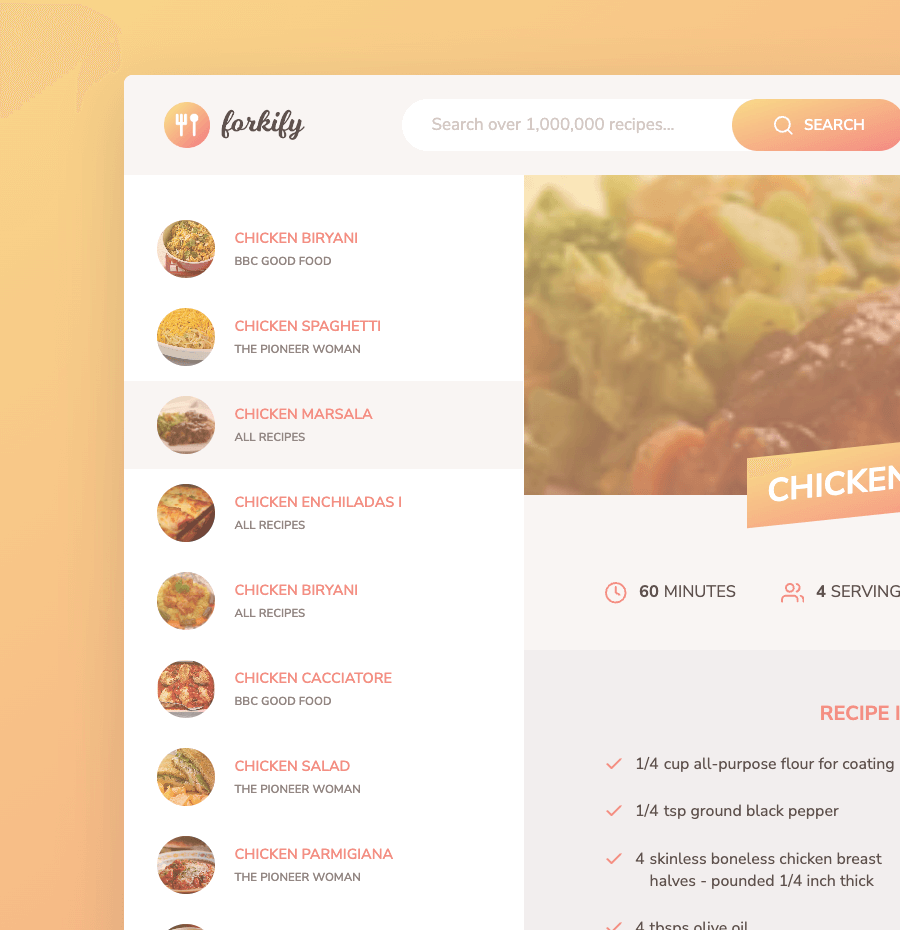 forkify
Search over 1,000,000 recipes...
SEARCH
CHICKEN BIRYANI
BBC GOOD FOOD
CHICKEN SPAGHETTI
THE PIONEER WOMAN
CHICKEN MARSALA
ALL RECIPES
CHICKEN ENCHILADAS I
ALL RECIPES
CHICKEN BIRYANI
ALL RECIPES
CHICKEN CACCIATORE
BBC GOOD FOOD
CHICKEN SALAD
THE PIONEER WOMAN
CHICKEN PARMIGIANA
THE PIONEER WOMAN
CHICKEN
60 MINUTES
4 SERVING
RECIPE I
1/4 cup all-purpose flour for coating
1/4 tsp ground black pepper
4 skinless boneless chicken breast
halves - pounded 1/4 inch thick
4 tbsps olive oil